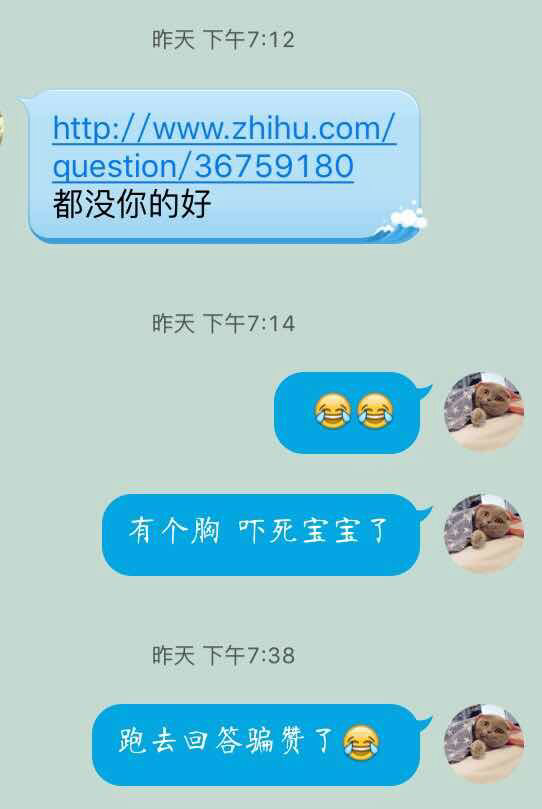 昨天 下午7:12
http://www.zhihu.com/
question/36759180
都没你的好
昨天 下午7:14
😂😂
有个胸 吓死宝宝了
昨天 下午7:38
跑去回答骗赞了😂